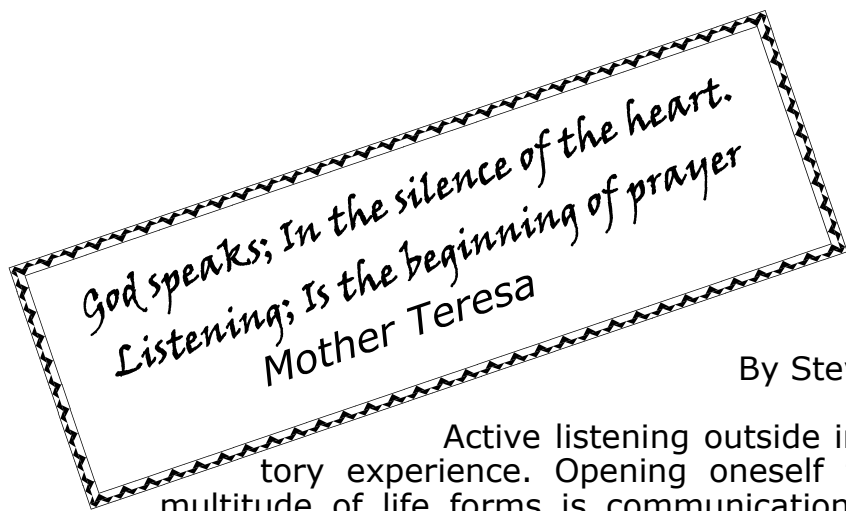 God speaks; In the silence of the heart.
Listening; Is the beginning of prayer
Mother Teresa
By
Active listening outside
tory experience. Opening oneself
multitude of life forms is communication